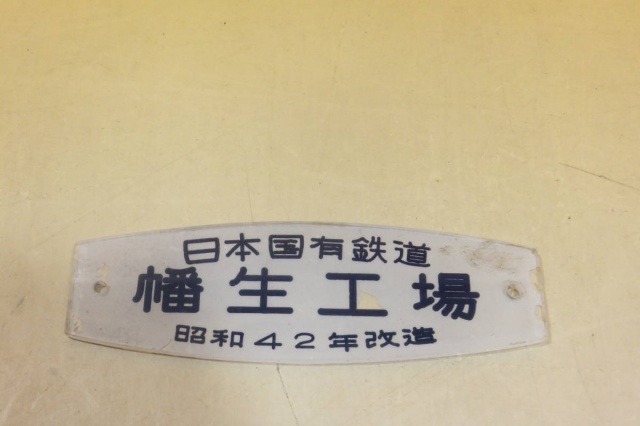 日本国有鉄道
幡生工場
昭和42年改造